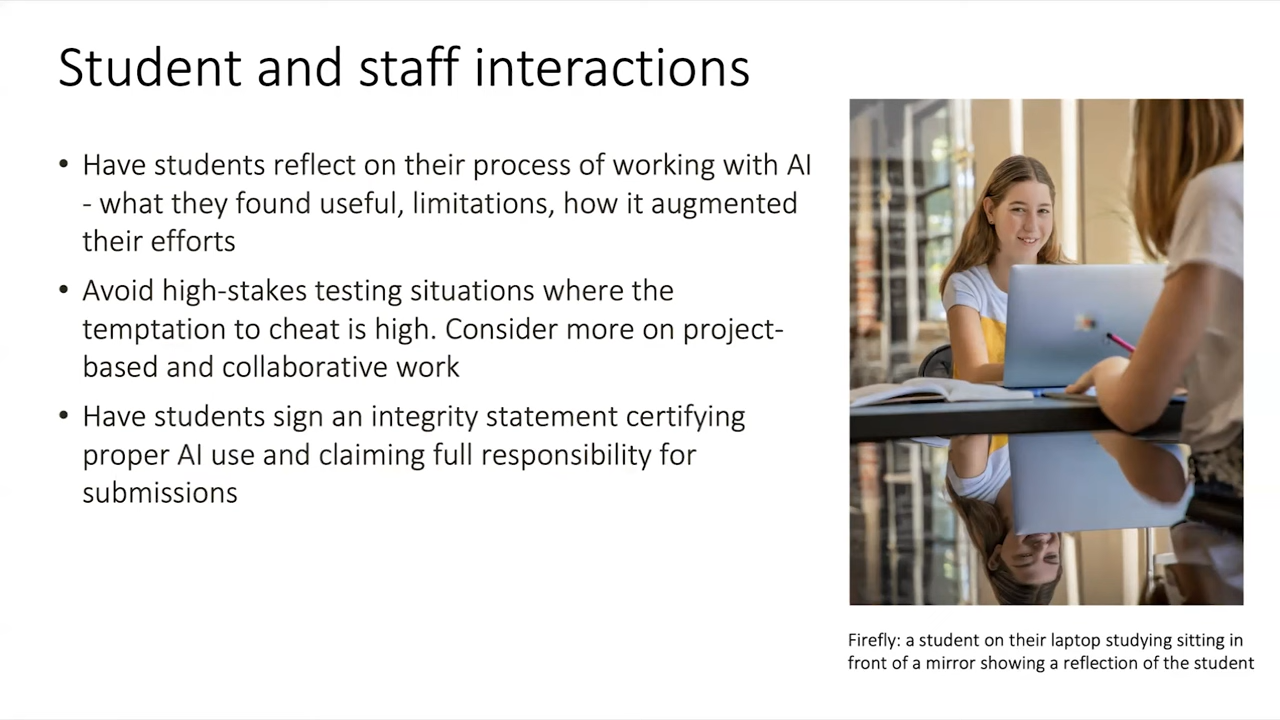 Student and staff interactions
• Have students reflect on their process of working with AI
- what they found useful, limitations, how it augmented
their efforts
• Avoid high-stakes testing situations where the
temptation to cheat is high. Consider more on project-
based and collaborative work
• Have students sign an integrity statement certifying
proper AI use and claiming full responsibility for
submissions
Firefly: a student on their laptop studying sitting in
front of a mirror showing a reflection of the student